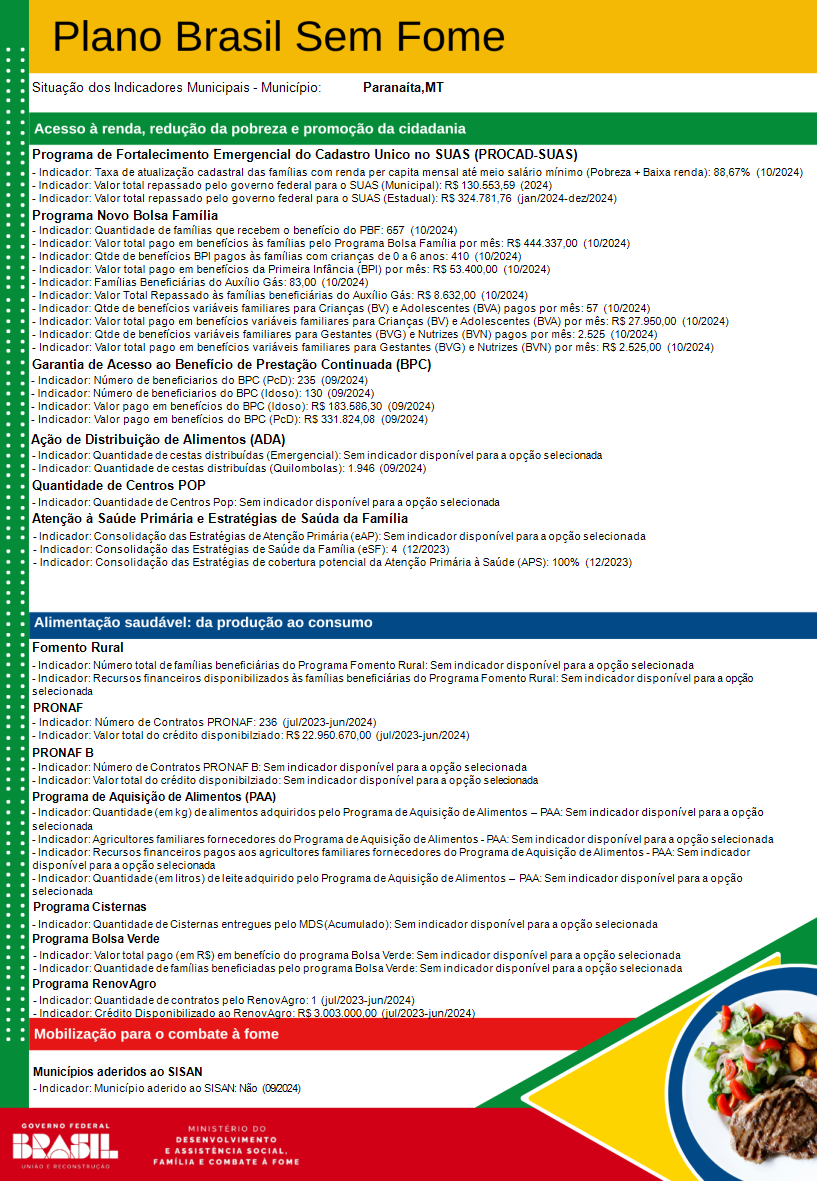 Plano Brasil Sem Fome
Situação dos Indicadores Municipais - Município: Paranaíta,MT
Acesso à renda, redução da pobreza e promoção da cidadania
Programa de Fortalecimento Emergencial do Cadastro Unico no SUAS (PROCAD-SUAS)
- Indicador: Taxa de atualização cadastral das famílias com renda per capita mensal até meio salário mínimo (Pobreza + Baixa renda): 88,67% (10/2024)
- Indicador: Valor total repassado pelo governo federal para o SUAS (Municipal): R$ 130.553,59 (2024)
- Indicador: Valor total repassado pelo governo federal para o SUAS (Estadual): R$ 324.781,76 (jan/2024-dez/2024)
Programa Novo Bolsa Família
- Indicador: Quantidade de famílias que recebem o benefício do PBF: 657 (10/2024)
- Indicador: Valor total pago em benefícios às famílias pelo Programa Bolsa Família por mês: R$ 444.337,00 (10/2024)
- Indicador: Qtde de benefícios BPI pagos às famílias com crianças de 0 a 6 anos: 410 (10/2024)
- Indicador: Valor total pago em benefícios da Primeira Infância (BPI) por mês: R$ 53.400,00 (10/2024)
- Indicador: Famílias Beneficiárias do Auxílio Gás: 83,00 (10/2024)
- Indicador: Valor Total Repassado às famílias beneficiárias do Auxílio Gás: R$ 8.632,00 (10/2024)
- Indicador: Qtde de benefícios variáveis familiares para Crianças (BV) e Adolescentes (BVA) pagos por mês: 57 (10/2024)
- Indicador: Valor total pago em benefícios variáveis familiares para Crianças (BV) e Adolescentes (BVA) por mês: R$ 27.950,00 (10/2024)
- Indicador: Qtde de benefícios variáveis familiares para Gestantes (BVG) e Nutrizes (BVN) pagos por mês: 2.525 (10/2024)
- Indicador: Valor total pago em benefícios variáveis familiares para Gestantes (BVG) e Nutrizes (BVN) por mês: R$ 2.525,00 (10/2024)
Garantia de Acesso ao Benefício de Prestação Continuada (BPC)
- Indicador: Número de beneficiarios do BPC (PcD): 235 (09/2024)
- Indicador: Número de beneficiarios do BPC (Idoso): 130 (09/2024)
- Indicador: Valor pago em benefícios do BPC (Idoso): R$ 183.586,30 (09/2024)
- Indicador: Valor pago em benefícios do BPC (PcD): R$ 331.824,08 (09/2024)
Ação de Distribuição de Alimentos (ADA)
- Indicador: Quantidade de cestas distribuídas (Emergencial): Sem indicador disponível para a opção selecionada
- Indicador: Quantidade de cestas distribuídas (Quilombolas): 1.946 (09/2024)
Quantidade de Centros POP
- Indicador: Quantidade de Centros Pop: Sem indicador disponível para a opção selecionada
Atenção à Saúde Primária e Estratégias de Saúda da Família
- Indicador: Consolidação das Estratégias de Atenção Primária (eAP): Sem indicador disponível para a opção selecionada
- Indicador: Consolidação das Estratégias de Saúde da Família (eSF): 4 (12/2023)
- Indicador: Consolidação das Estratégias de cobertura potencial da Atenção Primária à Saúde (APS): 100% (12/2023)
Alimentação saudável: da produção ao consumo
Fomento Rural
- Indicador: Número total de famílias beneficiárias do Programa Fomento Rural: Sem indicador disponível para a opção selecionada
- Indicador: Recursos financeiros disponibilizados às famílias beneficiárias do Programa Fomento Rural: Sem indicador disponível para a opção
selecionada
PRONAF
- Indicador: Número de Contratos PRONAF: 236 (jul/2023-jun/2024)
- Indicador: Valor total do crédito disponibilziado: R$ 22.950.670,00 (jul/2023-jun/2024)
PRONAF B
- Indicador: Número de Contratos PRONAF B: Sem indicador disponível para a opção selecionada
- Indicador: Valor total do crédito disponibilziado: Sem indicador disponível para a opção selecionada
Programa de Aquisição de Alimentos (PAA)
- Indicador: Quantidade (em kg) de alimentos adquiridos pelo Programa de Aquisição de Alimentos – PAA: Sem indicador disponível para a opção
selecionada
- Indicador: Agricultores familiares fornecedores do Programa de Aquisição de Alimentos - PAA: Sem indicador disponível para a opção selecionada
- Indicador: Recursos financeiros pagos aos agricultores familiares fornecedores do Programa de Aquisição de Alimentos - PAA: Sem indicador
disponível para a opção selecionada
- Indicador: Quantidade (em litros) de leite adquirido pelo Programa de Aquisição de Alimentos – PAA: Sem indicador disponível para a opção
selecionada
Programa Cisternas
- Indicador: Quantidade de Cisternas entregues pelo MDS (Acumulado): Sem indicador disponível para a opção selecionada
Programa Bolsa Verde
- Indicador: Valor total pago (em R$) em benefício do programa Bolsa Verde: Sem indicador disponível para a opção selecionada
- Indicador: Quantidade de famílias beneficiadas pelo programa Bolsa Verde: Sem indicador disponível para a opção selecionada
Programa RenovAgro
- Indicador: Quantidade de contratos pelo RenovAgro: 1 (jul/2023-jun/2024)
- Indicador: Crédito Disponibilizado ao RenovAgro: R$ 3.003.000,00 (jul/2023-jun/2024)
Mobilização para o combate à fome
Municípios aderidos ao SISAN
- Indicador: Município aderido ao SISAN: Não (09/2024)
GOVERNO FEDERAL
BRASIL
UNIÃO E RECONSTRUÇÃO
MINISTÉRIO DO
DESENVOLVIMENTO
E ASSISTÊNCIA SOCIAL,
FAMÍLIA E COMBATE À FOME